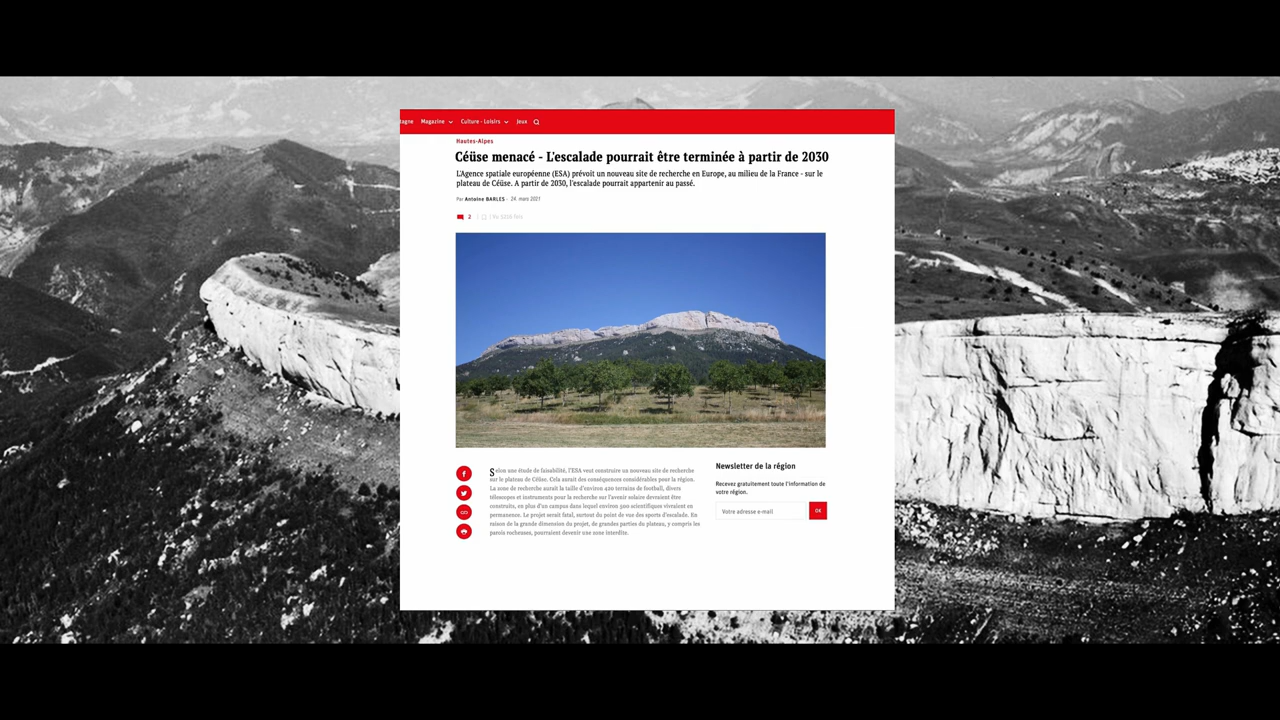 tagne Magazine Culture - Loisirs Jeux
Hautes-Alpes
Céüse menacé - L'escalade pourrait être terminée à partir de 2030
L'Agence spatiale européenne (ESA) prévoit un nouveau site de recherche en Europe, au milieu de la France - sur le
plateau de Céüse. A partir de 2030, l'escalade pourrait appartenir au passé.
Par Antoine BARLES - 24. mars 2021
2
Selon une étude de faisabilité, l'ESA veut construire un nouveau site de recherche
sur le plateau de Céüse. Cela aurait des conséquences considérables pour la région.
La zone de recherche aurait la taille d'environ 420 terrains de football, divers
télescopes et instruments pour la recherche sur l'avenir solaire devraient être
construits, en plus d'un campus dans lequel environ 300 scientifiques vivraient en
permanence. Le projet serait fatal, surtout du point de vue des sports d'escalade. En
raison de la grande dimension du projet, de grandes parties du plateau, y compris les
parois rocheuses, pourraient devenir une zone interdite.
Newsletter de la région
Recevez gratuitement toute l'information de
votre région.
Votre adresse e-mail OK